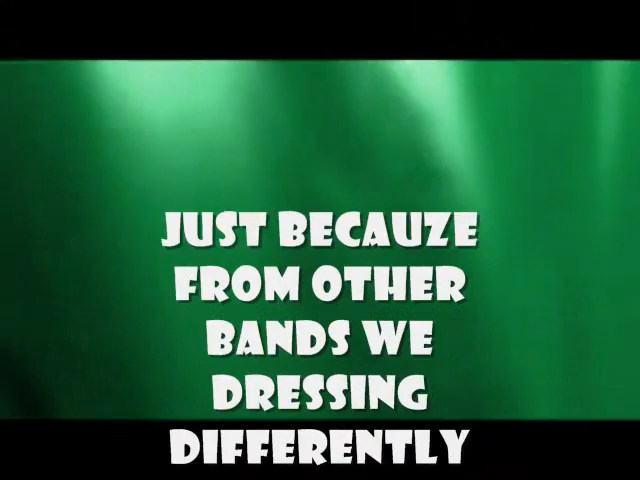 JUST BECAUZE
FROM OTHER
BANDS WE
DRESSING
DIFFERENTLY